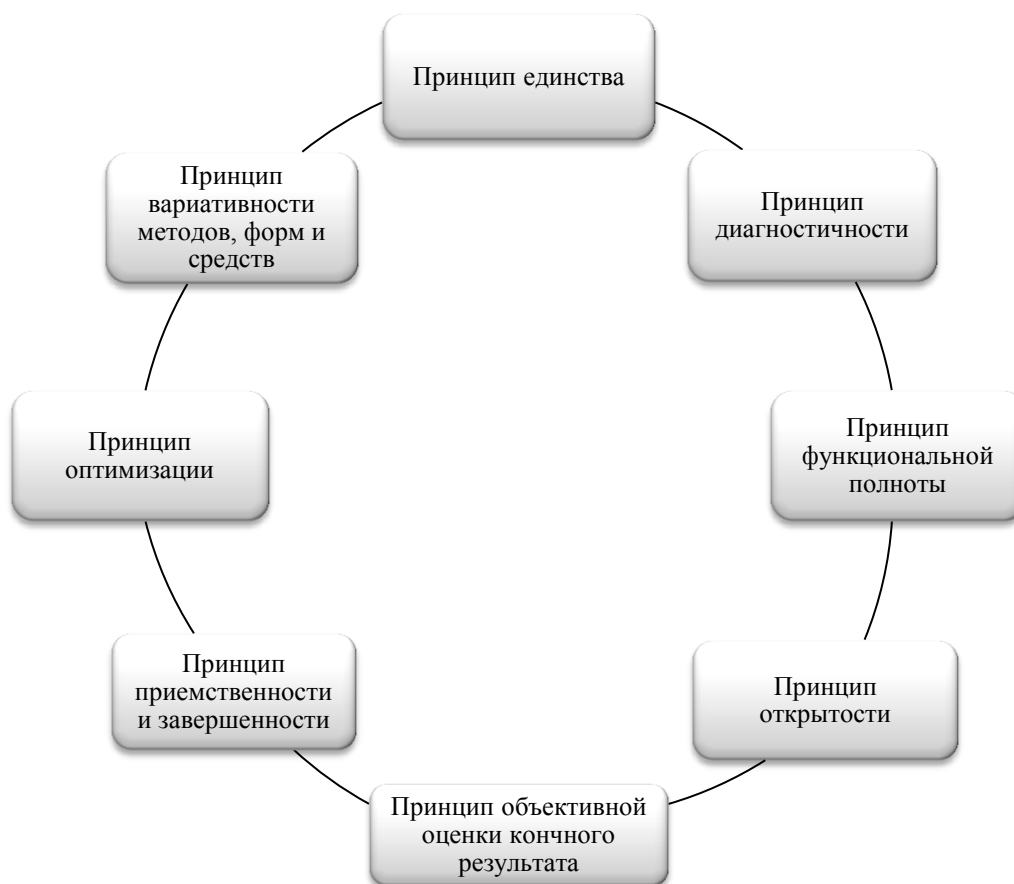 Принцип единства
Принцип
диагностичности
Принцип
функциональной
полноты
Принцип
открытости
Принцип объективной
оценки кончного
результата
Принцип
приемственности
и завершенности
Принцип
оптимизации
Принцип
вариативности
методов, форм и
средств